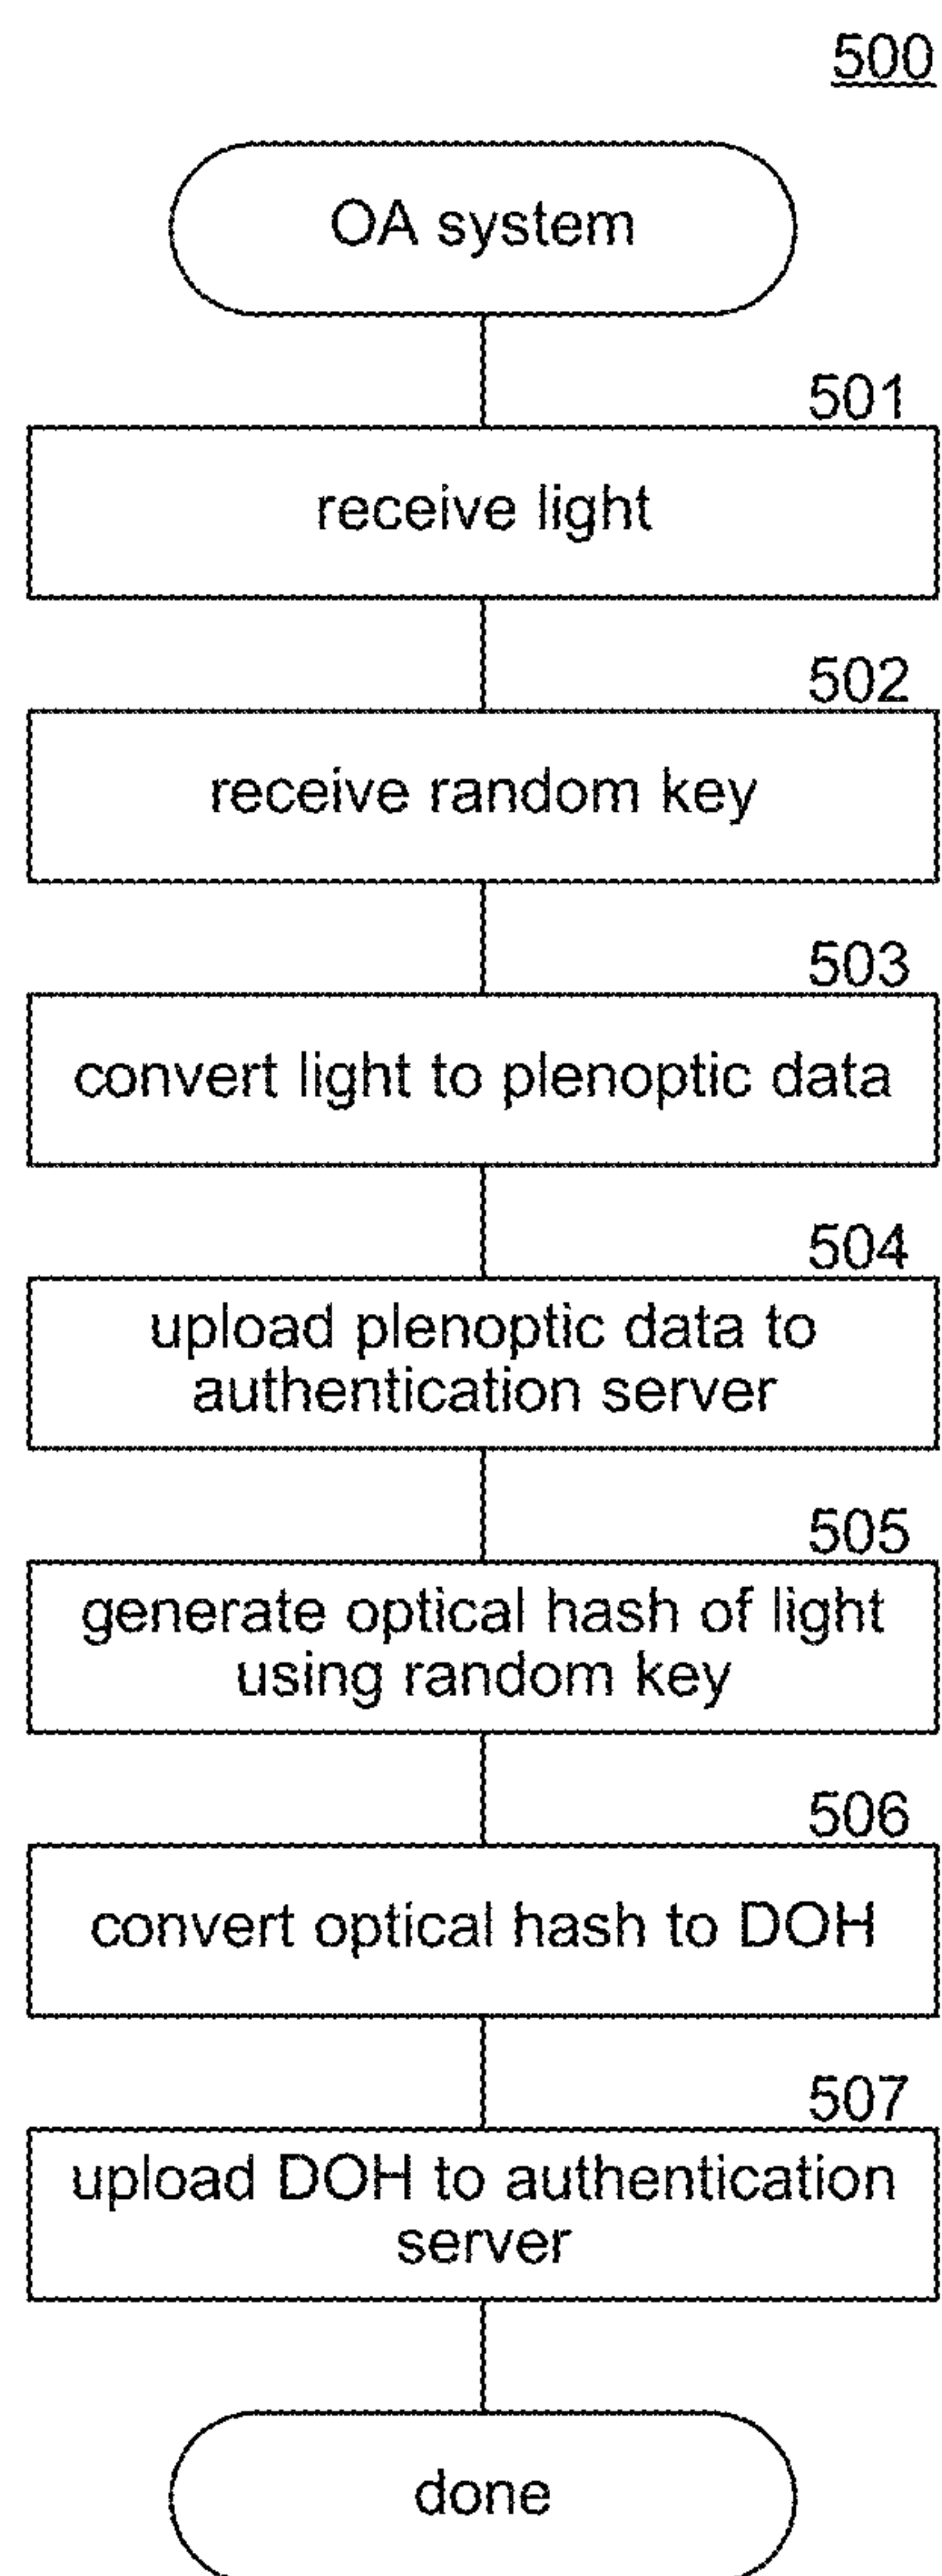 500
OA system
501
receive light
502
receive random key
503
convert light to plenoptic data
504
upload plenoptic data to
authentication server
505
generate optical hash of light
using random key
506
convert optical hash to DOH
507
upload DOH to authentication
server
done